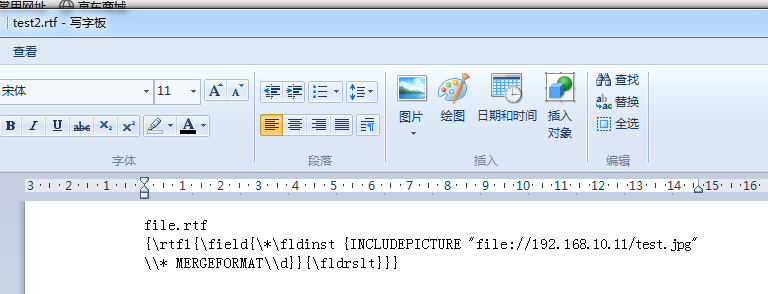 京东商城
test2.rtf - 写字板
查看
宋体
11
A A
B I U abc X₂ X² A
字体
段落
图片
绘图
日期和时间
插入
对象
插入
查找
替换
全选
编辑
3 2 1 1 2 3 4 5 6 7 8 9 10 11 12 13 14 15 16
file.rtf
{\rtf1{\field{\*\fldinst {INCLUDEPICTURE "file://192.168.10.11/test.jpg"
\\* MERGEFORMAT\\d}}{\fldrslt}}}